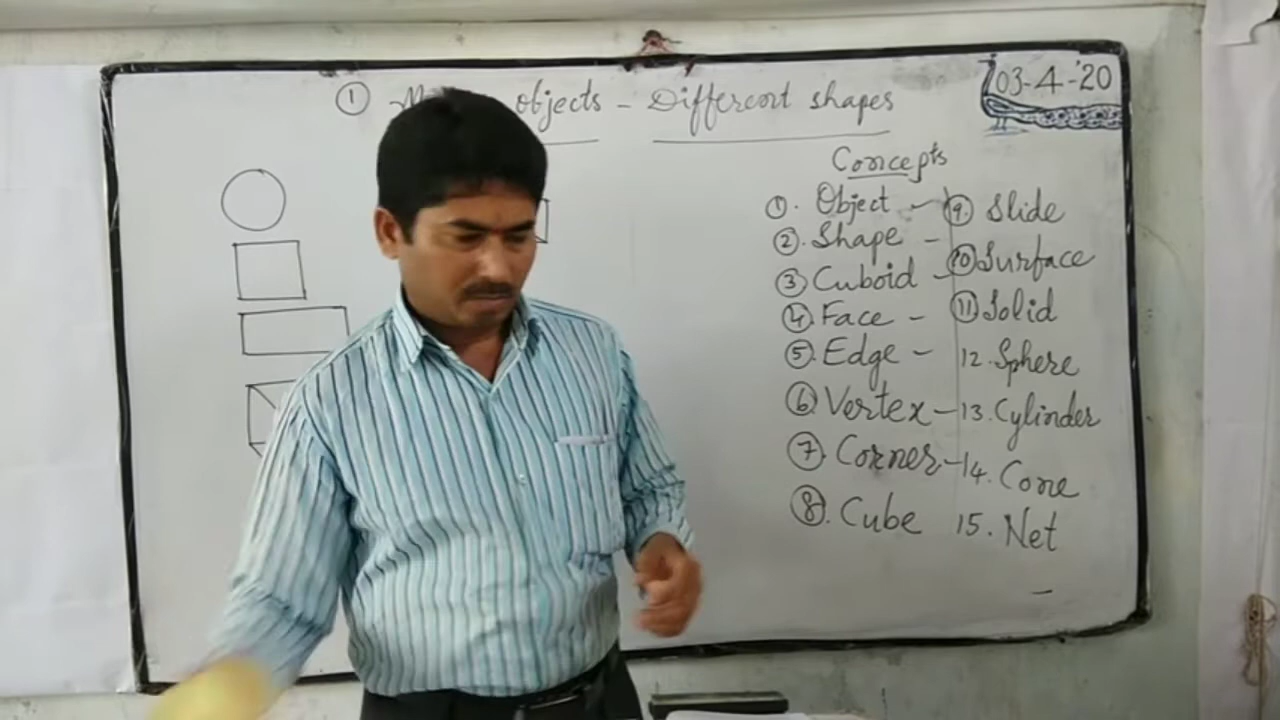 ① objects - Different shapes
03-4-'20
Concepts
①. Object -
②. Shape -
③ Cuboid -
④. Face -
⑤. Edge -
⑥ Vertex -
⑦. Corner -
⑧. Cube
⑨ Slide
⑩ Surface
⑪ Solid
12. Sphere
13. Cylinder
14. Cone
15. Net